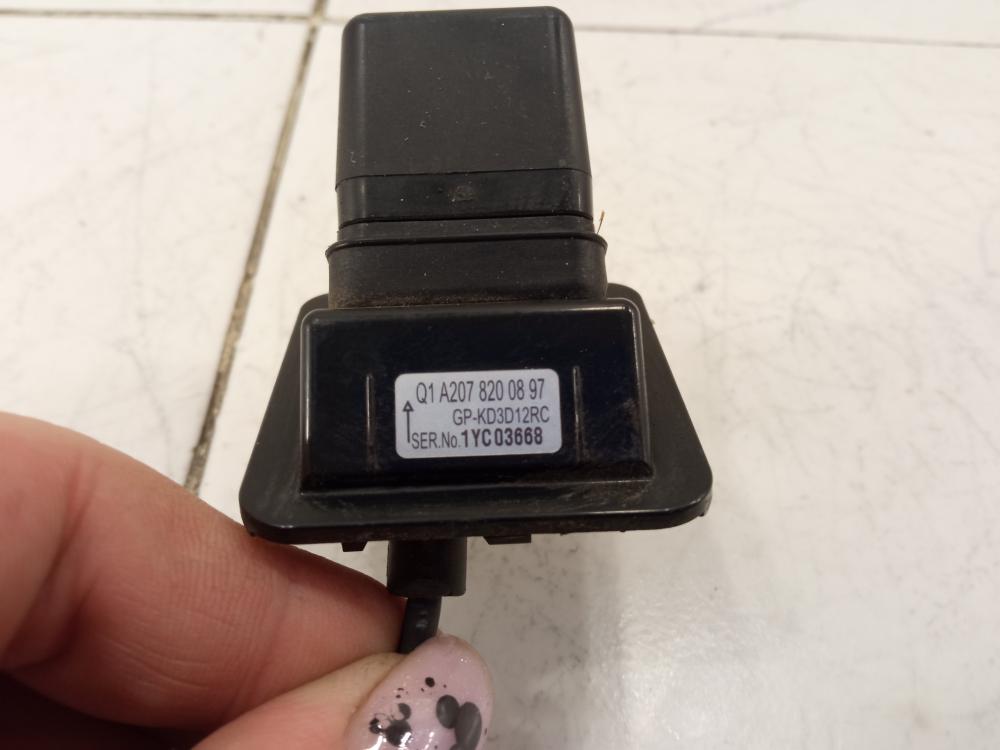 Q1 A207 820 08 97
GP-KD3D12RC
SER.No.1YC03668